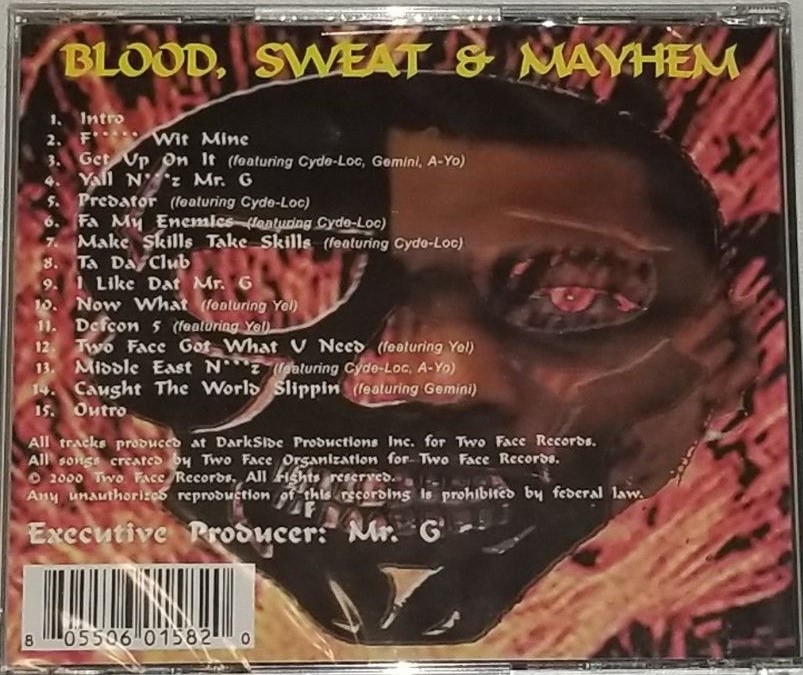 BLOOD, SWEAT & MAYHEM
1. Intro
2. F····· Wit Mine
3. Get Up On It (featuring Cyde-Loc, Gemini, A-Yo)
4. Yall N***z Mr. G
5. Predator (featuring Cyde-Loc)
6. Fa My Enemies (featuring Cyde-Loc)
7. Make Skills Take Skills (featuring Cyde-Loc)
8. Ta Da Club
9. I Like Dat Mr. G
10. Now What (featuring Yel)
11. Defcon 5 (featuring Yel)
12. Two Face Got What U Need (featuring Yel)
13. Middle East N***z (featuring Cyde-Loc, A-Yo)
14. Caught The World Slippin (featuring Gemini)
15. Outro
All tracks produced at DarkSide Productions Inc. for Two Face Records.
All songs created by Two Face Organization for Two Face Records.
© 2000 Two Face Records. All rights reserved.
Any unauthorized reproduction of this recording is prohibited by federal law.
Executive Producer: Mr. G
8 05506 01582 0